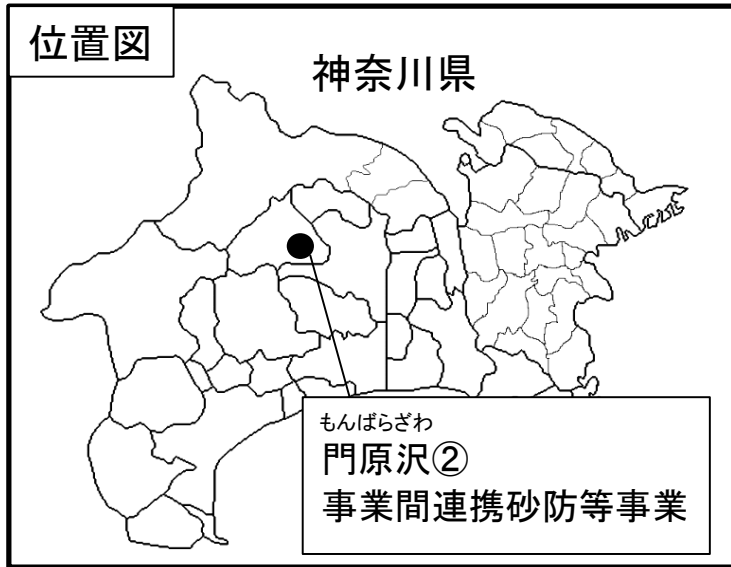 位置図
神奈川県
もんばらざわ
門原沢②
事業間連携砂防等事業